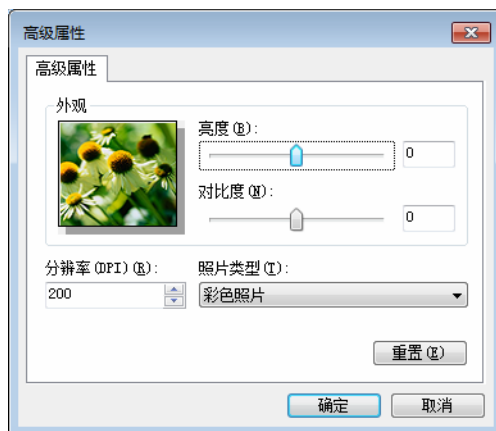 高级属性
高级属性
外观
亮度(B):
0
对比度(N):
0
分辨率(DPI)(R):
照片类型(T):
200
彩色照片
重置(E)
确定
取消